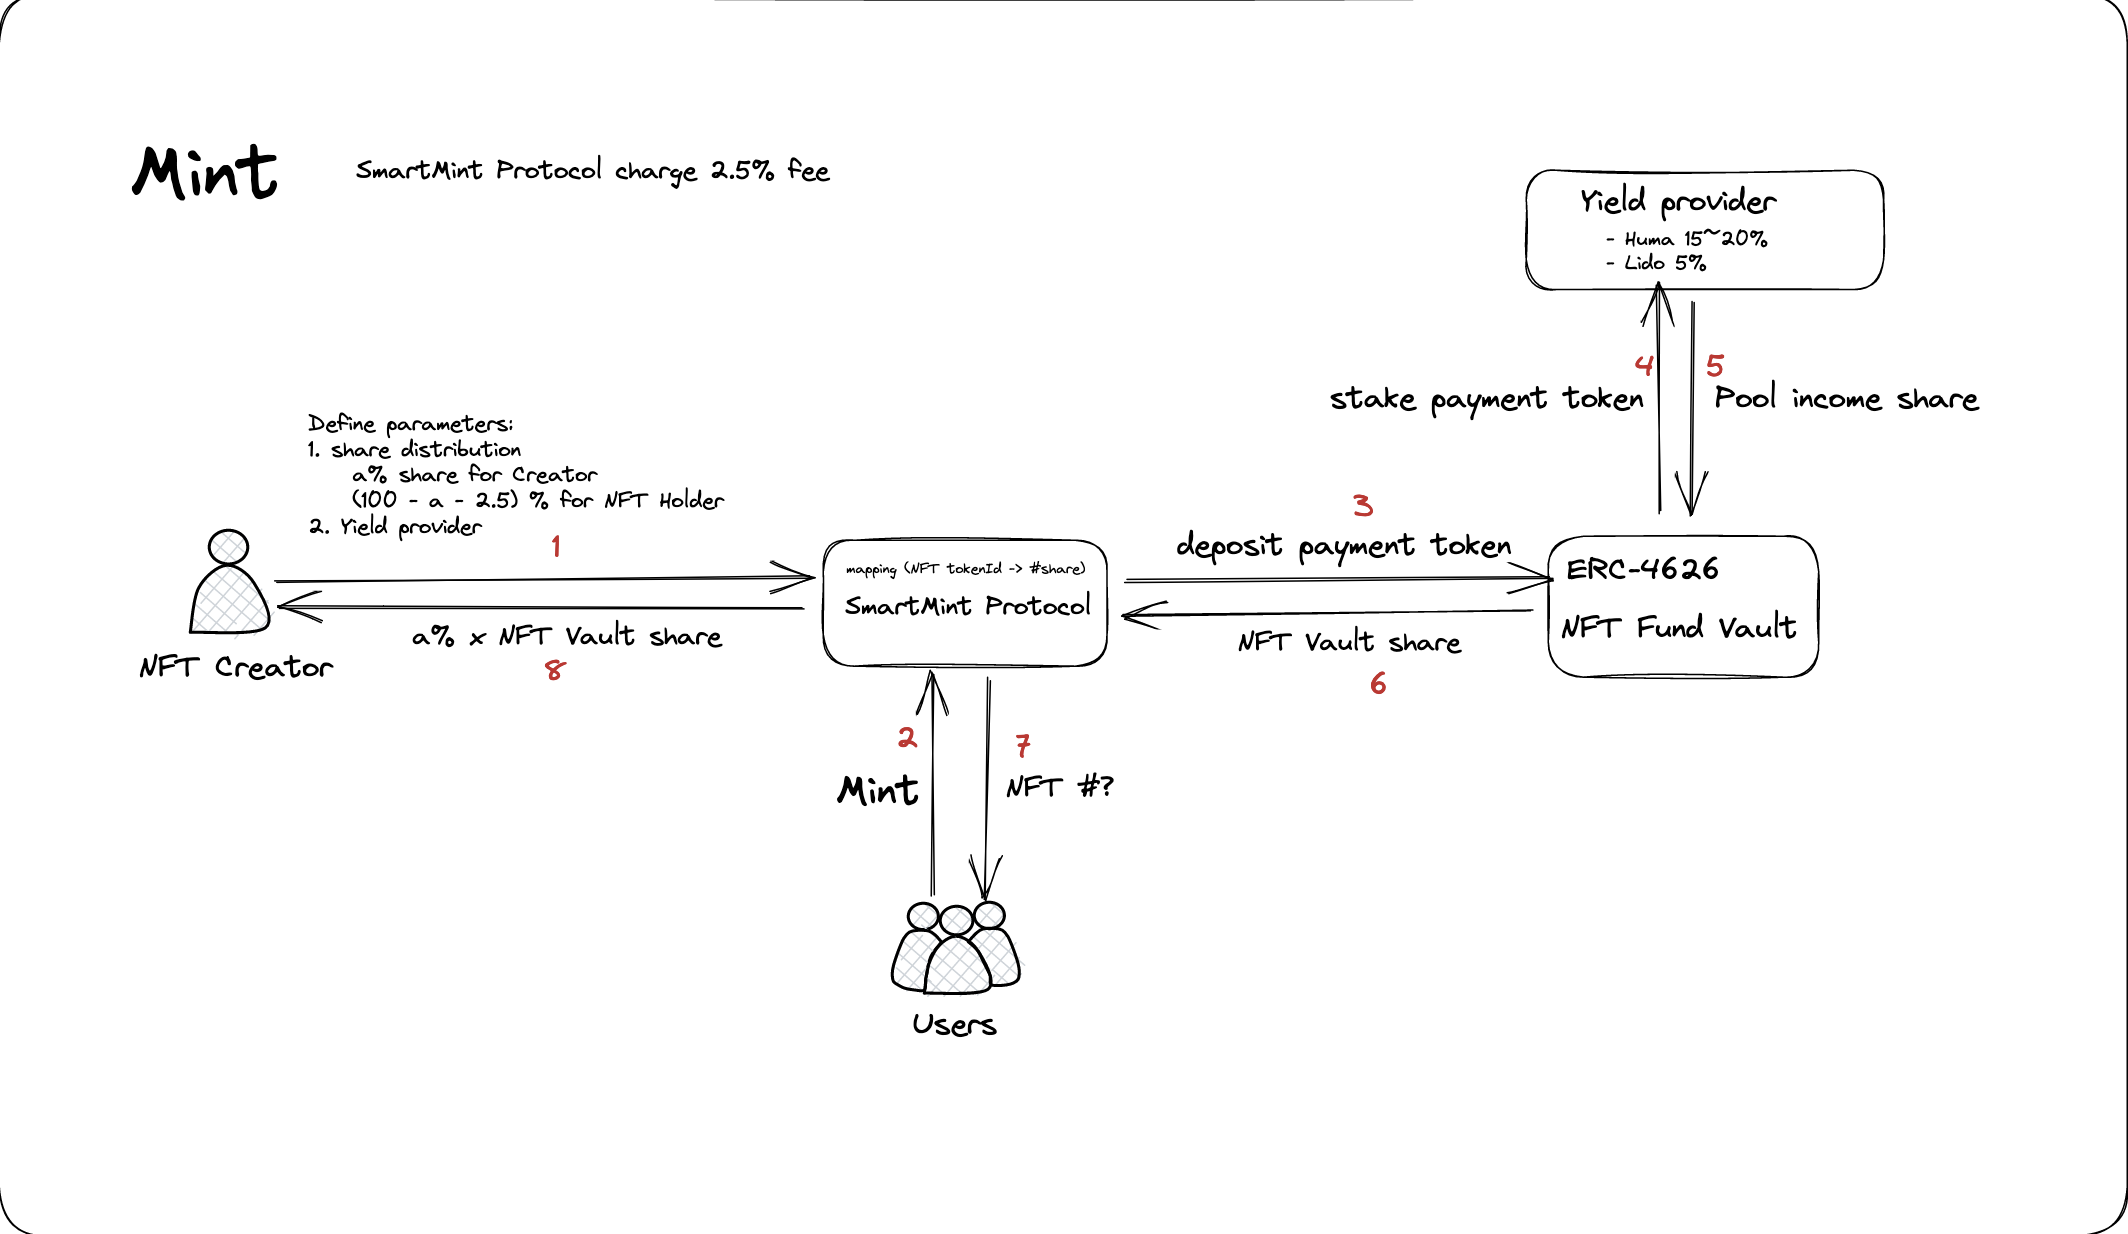 Mint
SmartMint Protocol charge 2.5% fee
Yield provider
- Huma 15~20%
- Lido 5%
4
5
stake payment token
Pool income share
Define parameters:
1. share distribution
a% share for Creator
(100 - a - 2.5) % for NFT Holder
2. Yield provider
1
3
deposit payment token
mapping (NFT tokenId -> #share)
SmartMint Protocol
ERC-4626
NFT Fund Vault
a% x NFT Vault share
8
NFT Vault share
6
NFT Creator
2
Mint
7
NFT #?
Users